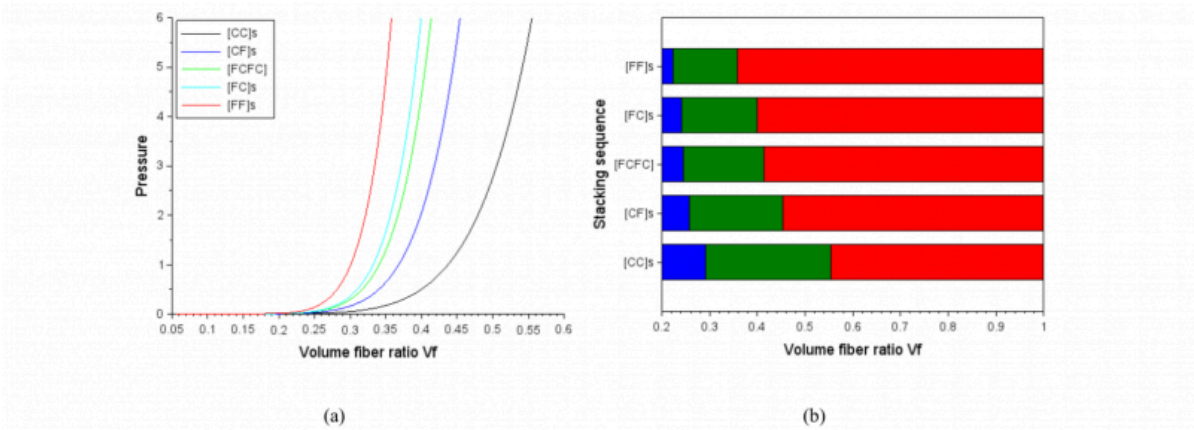 [CC]s
[CF]s
[FCFC]
[FC]s
[FF]s
Pressure
6
5
4
3
2
1
0
0.05 0.1 0.15 0.2 0.25 0.3 0.35 0.4 0.45 0.5 0.55 0.6
Volume fiber ratio Vf
(a)
Stacking sequence
[FF]s
[FC]s
[FCFC]
[CF]s
[CC]s
0.2 0.3 0.4 0.5 0.6 0.7 0.8 0.9 1
Volume fiber ratio Vf
(b)